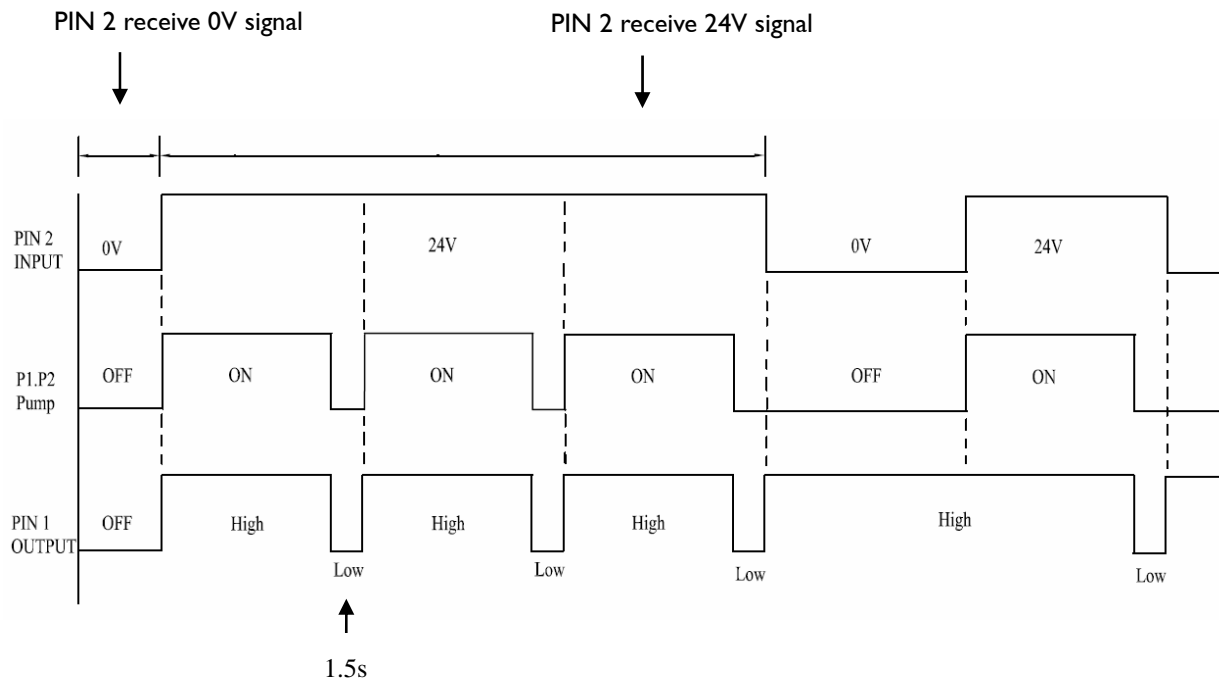 PIN 2 receive 0V signal
PIN 2 receive 24V signal
PIN 2
INPUT
0V
24V
0V
24V
P1.P2
Pump
OFF
ON
ON
ON
OFF
ON
PIN 1
OUTPUT
OFF
High
High
High
High
Low
Low
Low
Low
1.5s